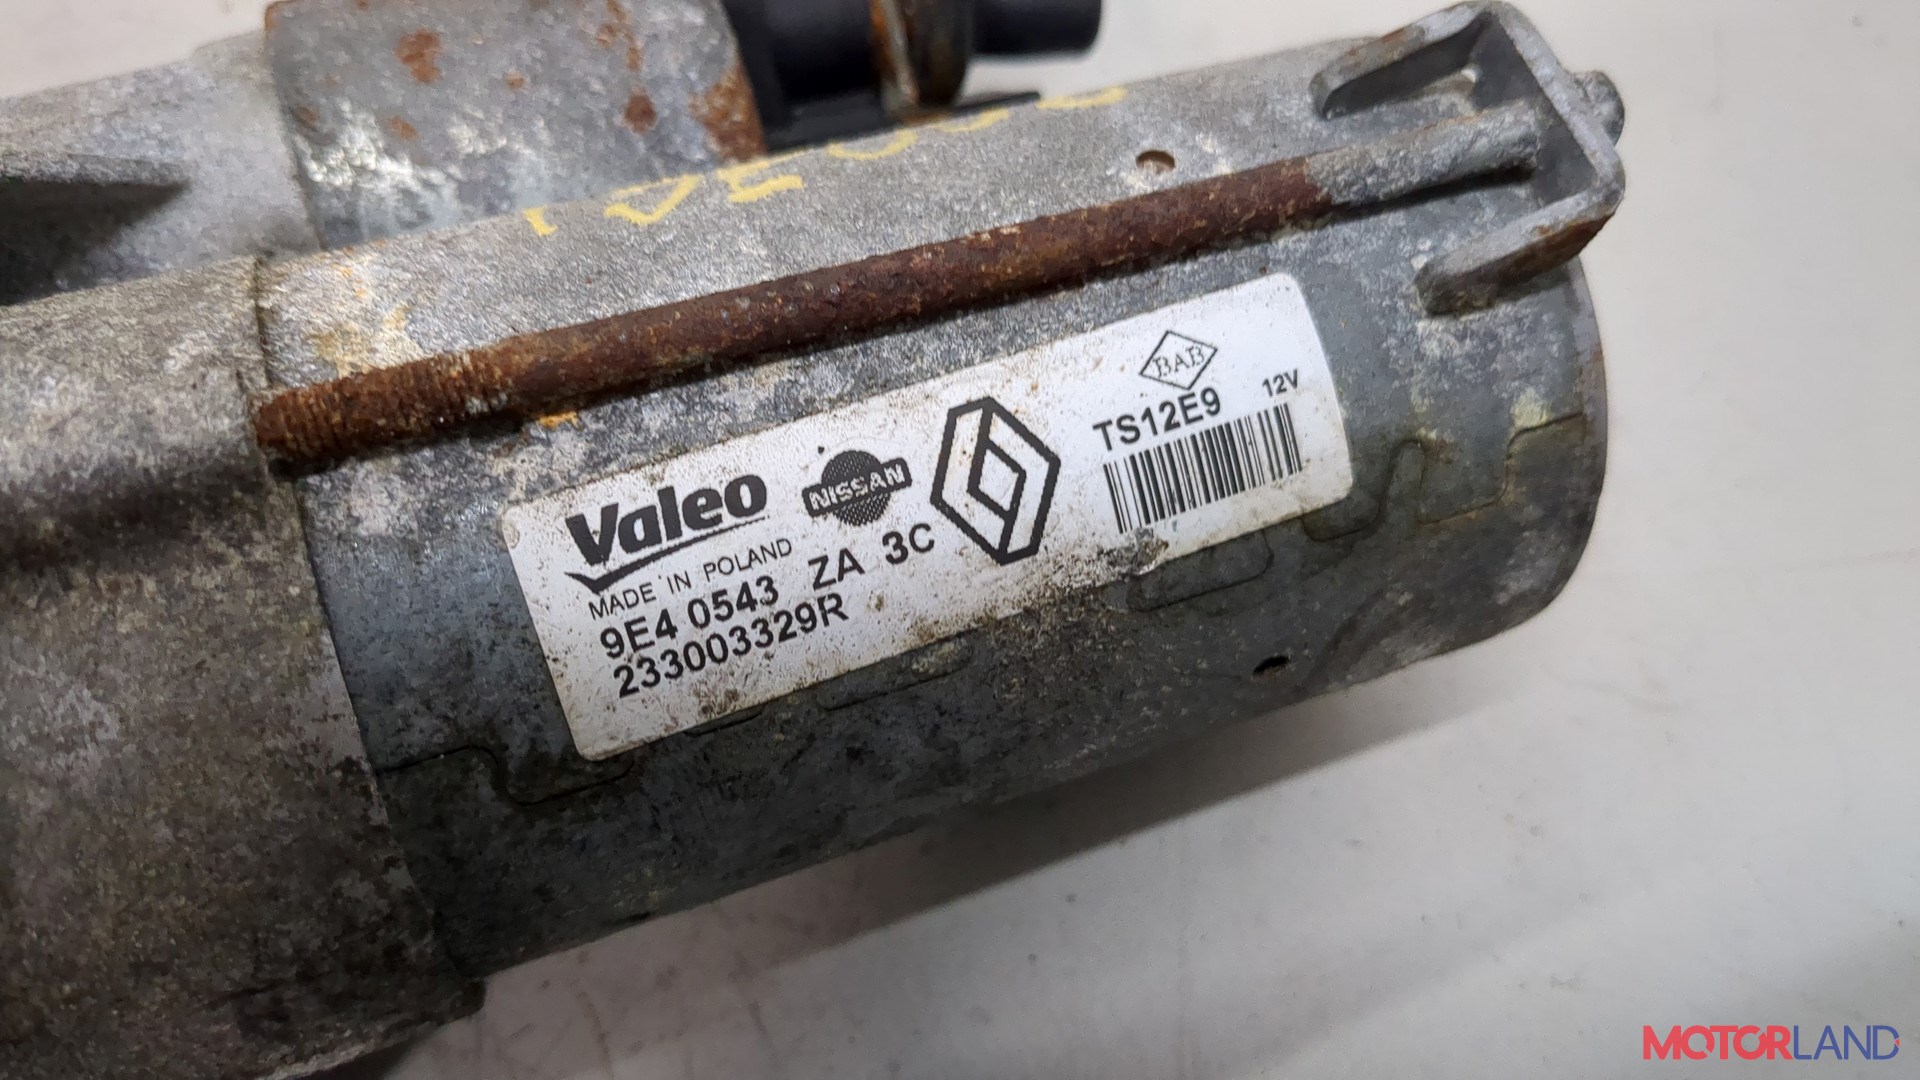 BAB
TS12E9 12V
Valeo NISSAN
MADE IN POLAND
9E4 0543 ZA 3C
233003329R
MOTORLAND